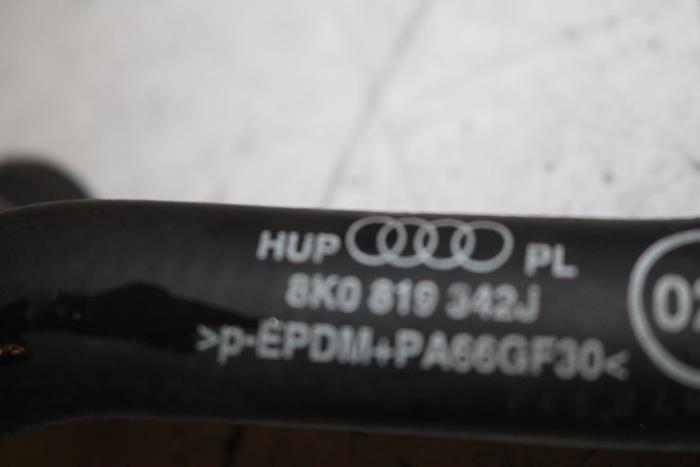 HUP PL
8K0 819 342J
>p-EPDM+PA66GF30<